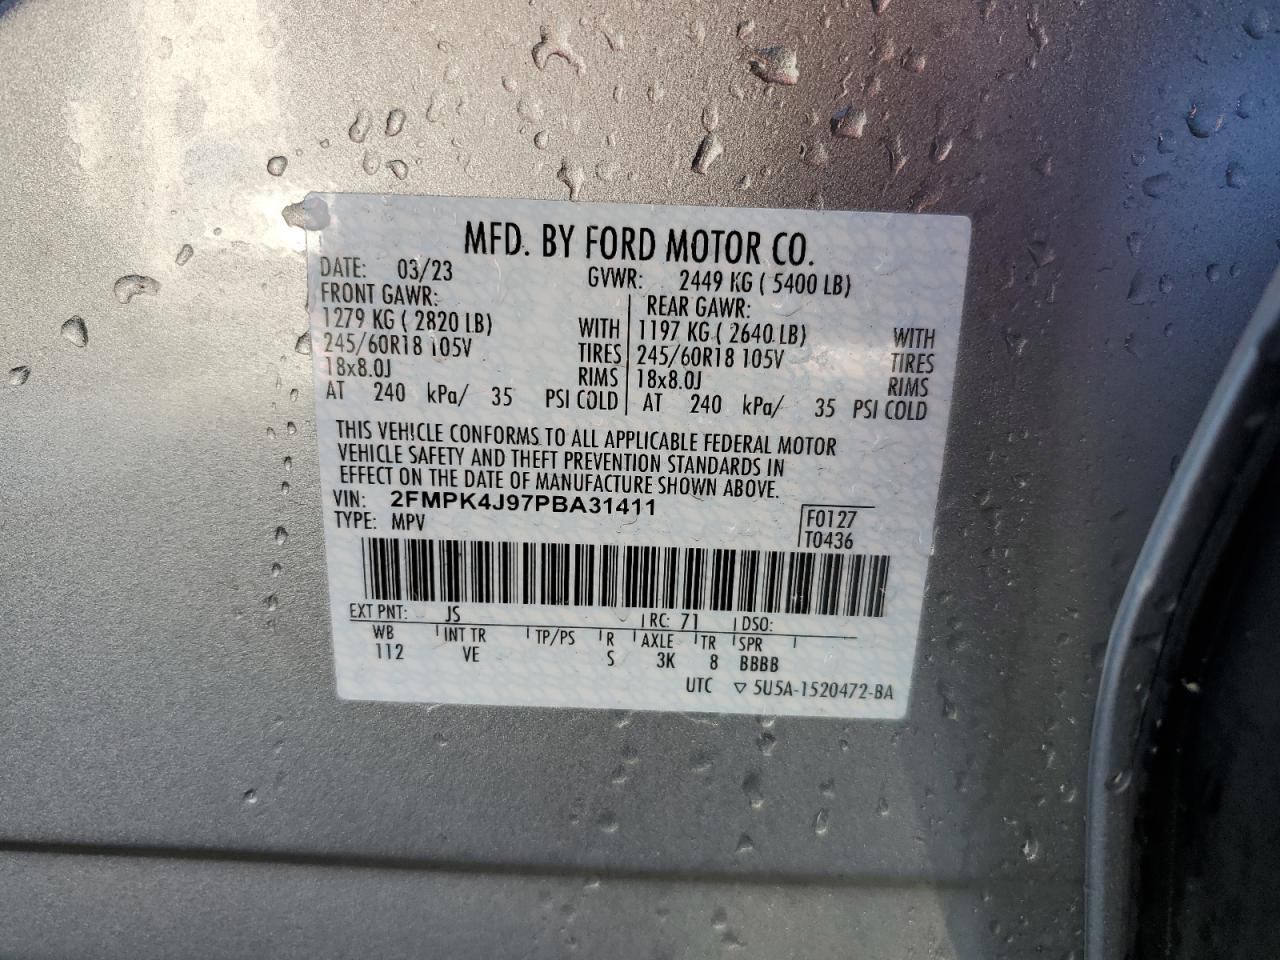 MFD. BY FORD MOTOR CO.
DATE: 03/23 GVWR: 2449 KG ( 5400 LB)
FRONT GAWR: REAR GAWR:
1279 KG ( 2820 LB) WITH 1197 KG ( 2640 LB) WITH
245/60R18 105V TIRES 245/60R18 105V TIRES
18x8.0J RIMS 18x8.0J RIMS
AT 240 kPa/ 35 PSI COLD AT 240 kPa/ 35 PSI COLD
THIS VEHICLE CONFORMS TO ALL APPLICABLE FEDERAL MOTOR
VEHICLE SAFETY AND THEFT PREVENTION STANDARDS IN
EFFECT ON THE DATE OF MANUFACTURE SHOWN ABOVE.
VIN: 2FMPK4J97PBA31411 F0127
TYPE: MPV T0436
EXT PNT: JS RC: 71 DSO:
WB INT TR TP/PS R AXLE TR SPR
112 VE S 3K 8 BBBB
UTC ▽ 5U5A-1520472-BA